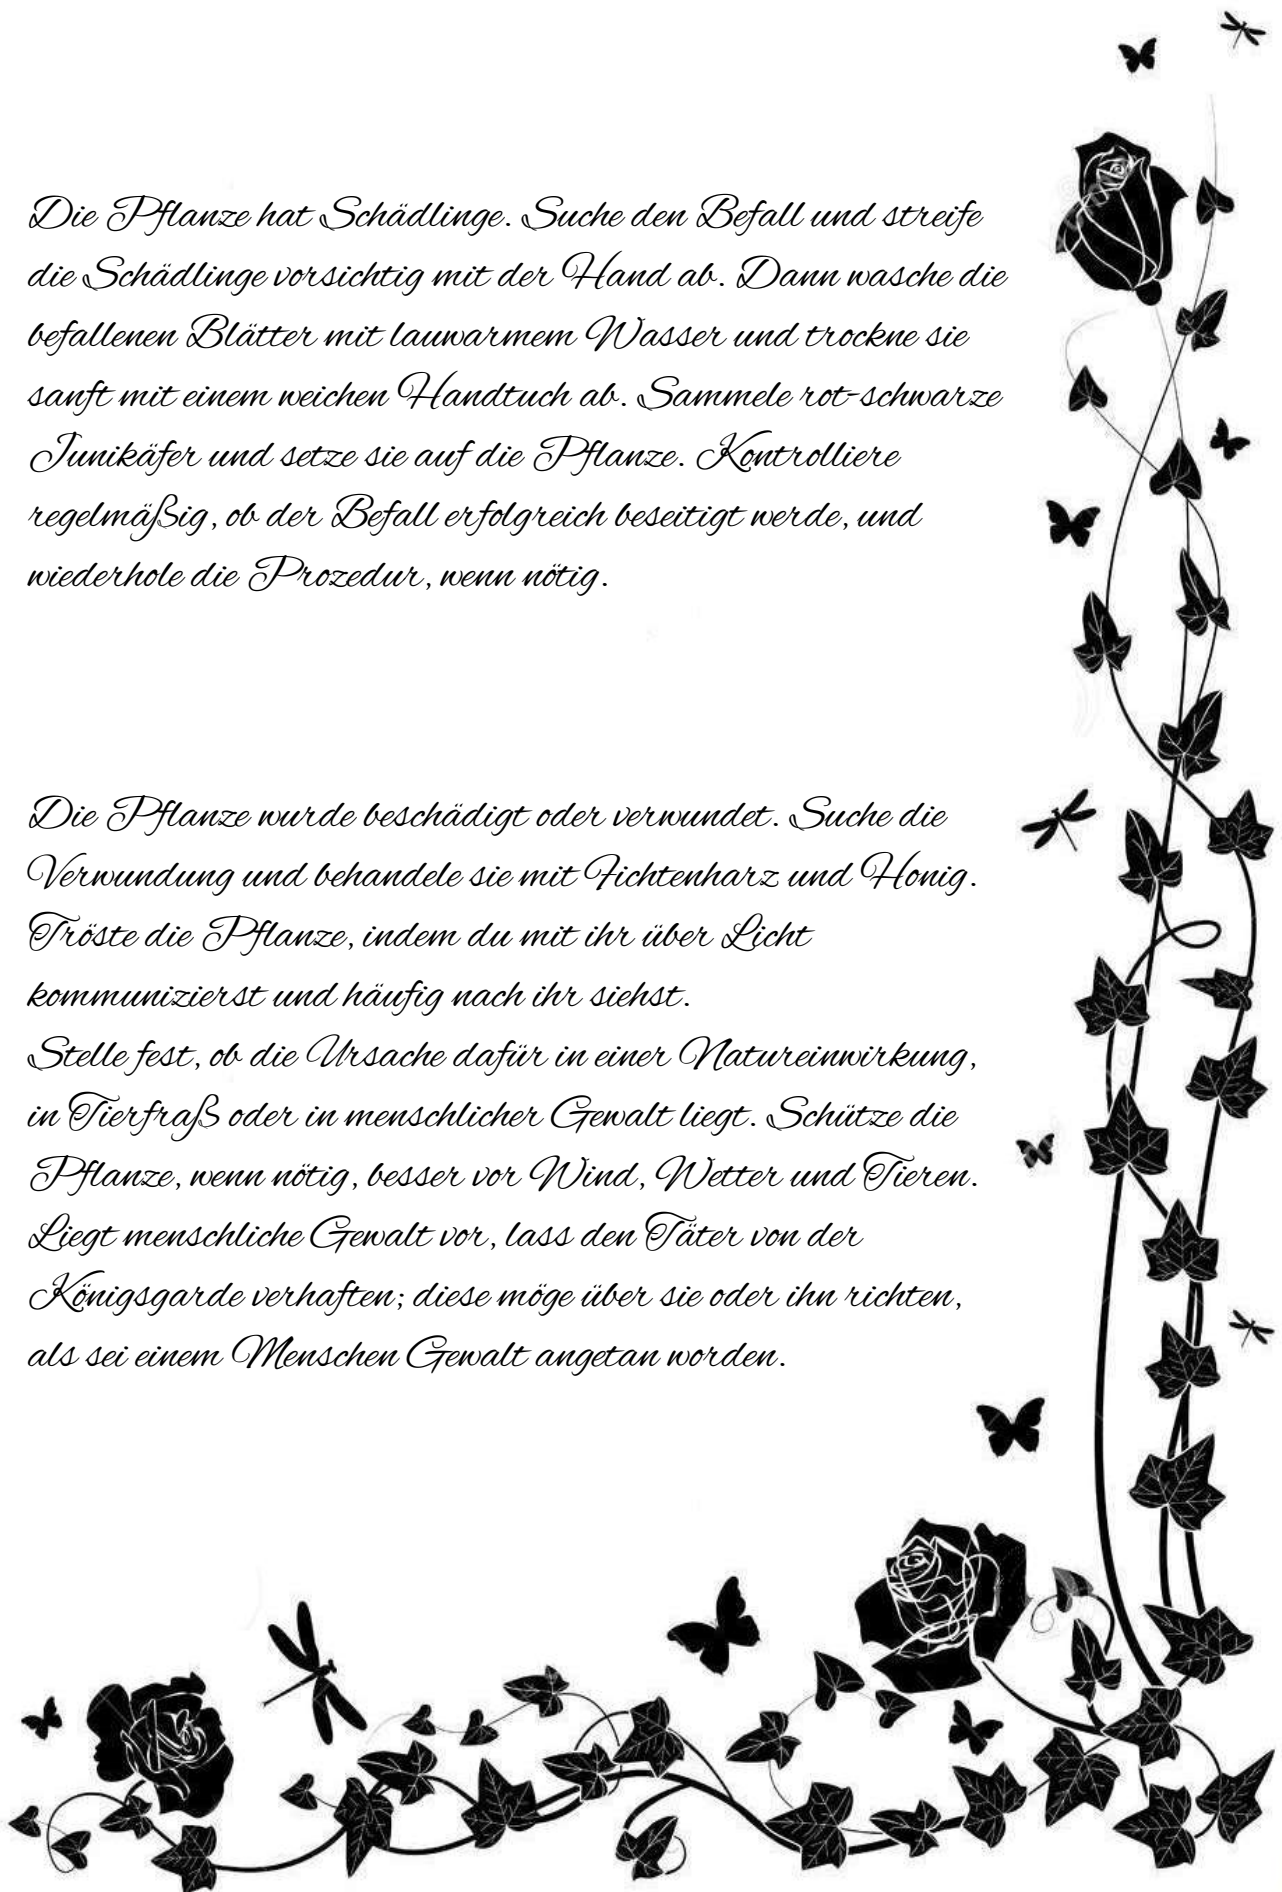 Die Pflanze hat Schädlinge. Suche den Befall und streife
die Schädlinge vorsichtig mit der Hand ab. Dann wasche die
befallenen Blätter mit lauwarmem Wasser und trockne sie
sanft mit einem weichen Handtuch ab. Sammele rot-schwarze
Junikäfer und setze sie auf die Pflanze. Kontrolliere
regelmäßig, ob der Befall erfolgreich beseitigt werde, und
wiederhole die Prozedur, wenn nötig.
Die Pflanze wurde beschädigt oder verwundet. Suche die
Verwundung und behandele sie mit Fichtenharz und Honig.
Tröste die Pflanze, indem du mit ihr über Licht
kommunizierst und häufig nach ihr siehst.
Stelle fest, ob die Ursache dafür in einer Natureinwirkung,
in Tierfraß oder in menschlicher Gewalt liegt. Schütze die
Pflanze, wenn nötig, besser vor Wind, Wetter und Tieren.
Liegt menschliche Gewalt vor, lass den Täter von der
Königsgarde verhaften; diese möge über sie oder ihn richten,
als sei einem Menschen Gewalt angetan worden.